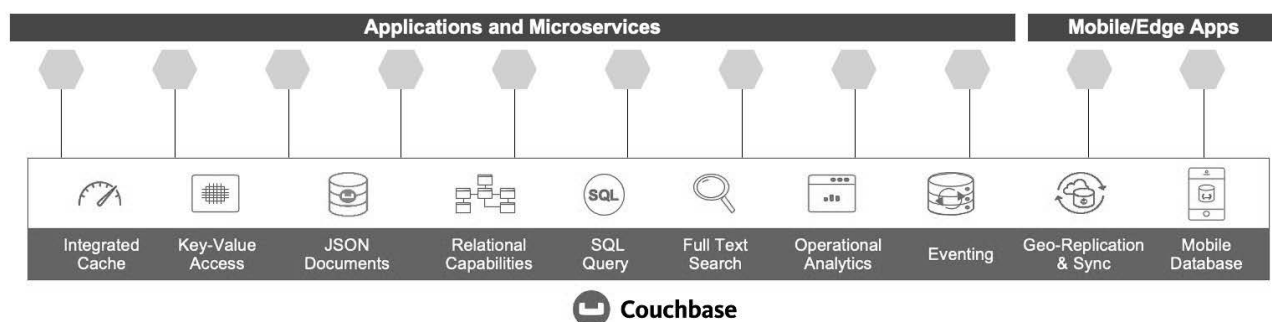 Applications and Microservices
Mobile/Edge Apps
SQL
Integrated
Cache
Key-Value
Access
JSON
Documents
Relational
Capabilities
SQL
Query
Full Text
Search
Operational
Analytics
Eventing
Geo-Replication
& Sync
Mobile
Database
Couchbase